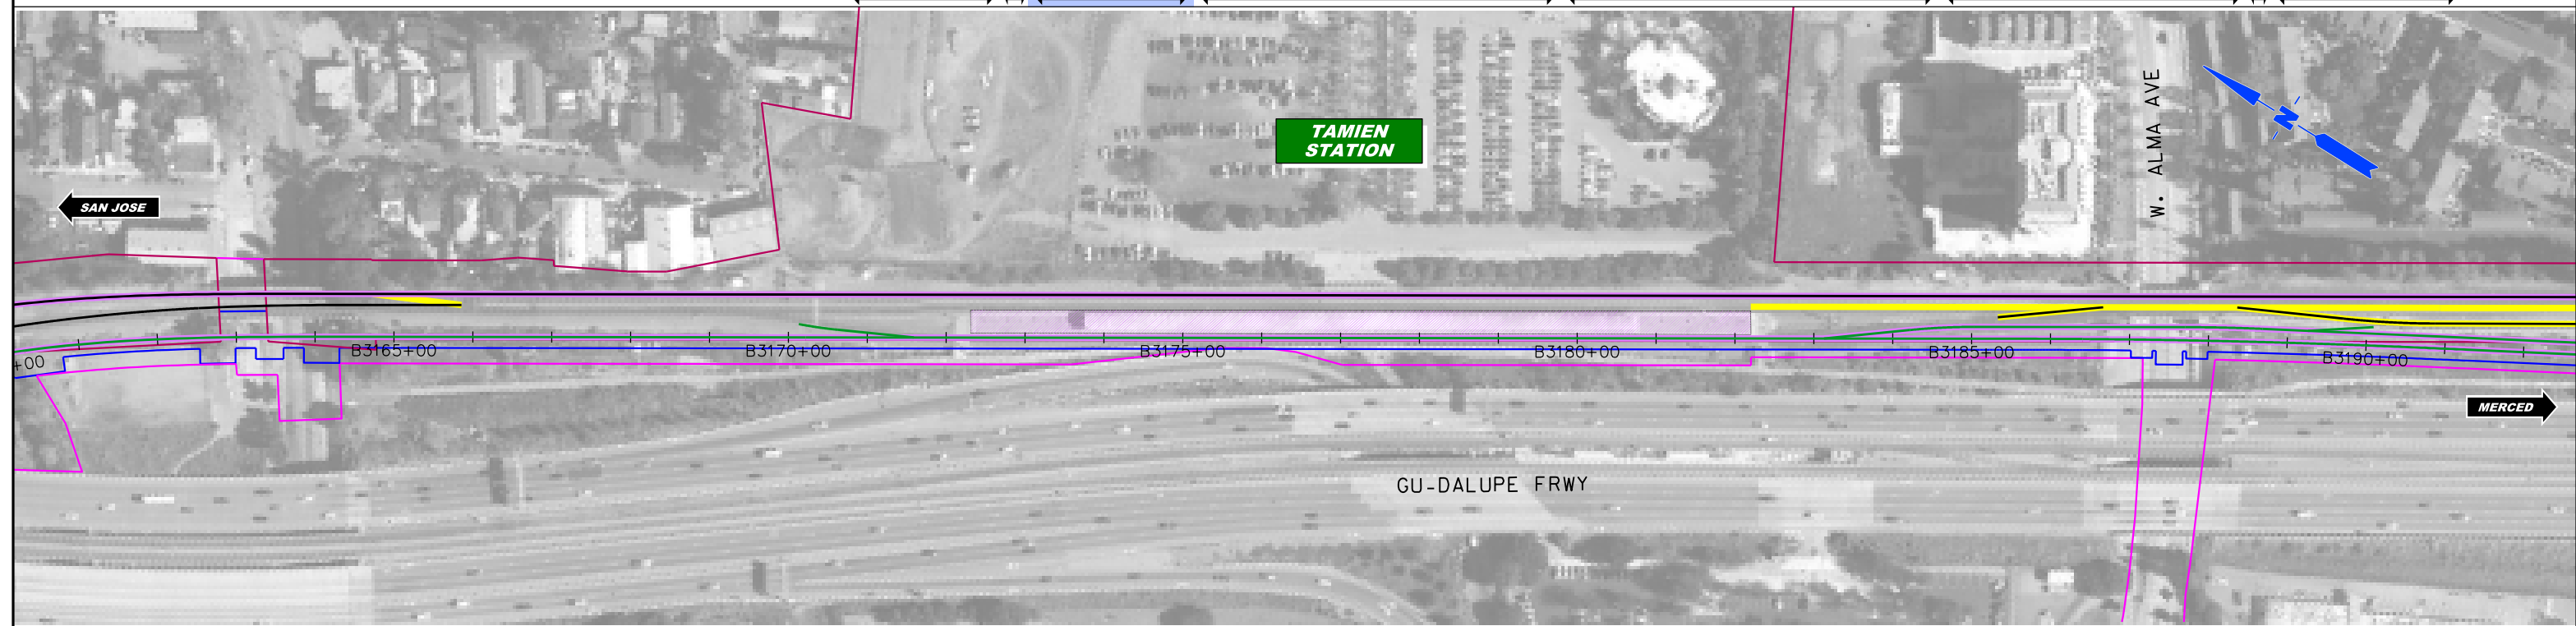 TAMIEN
STATION
W. ALMA AVE
N
SAN JOSE
+00
B3165+00
B3170+00
B3175+00
B3180+00
B3185+00
B3190+00
MERCED
GU-DALUPE FRWY